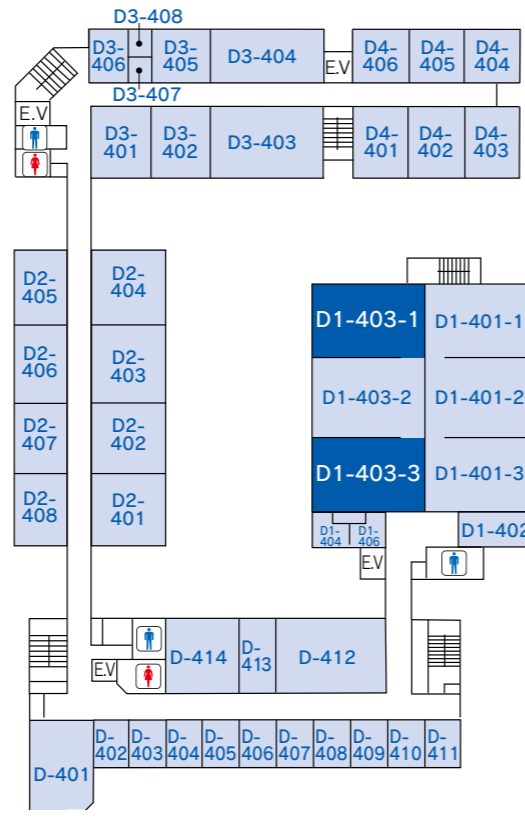 D3-408
D3-
406
D3-
405
D3-404
E.V
D4-
406
D4-
405
D4-
404
D3-407
E.V
D3-
401
D3-
402
D3-403
D4-
401
D4-
402
D4-
403
D2-
405
D2-
404
D2-
406
D2-
403
D2-
407
D2-
402
D2-
408
D2-
401
D1-403-1
D1-401-1
D1-403-2
D1-401-2
D1-403-3
D1-401-3
D1-
404
D1-
406
D1-402
E.V
E.V
D-414
D-
413
D-412
D-401
D-
402
D-
403
D-
404
D-
405
D-
406
D-
407
D-
408
D-
409
D-
410
D-
411